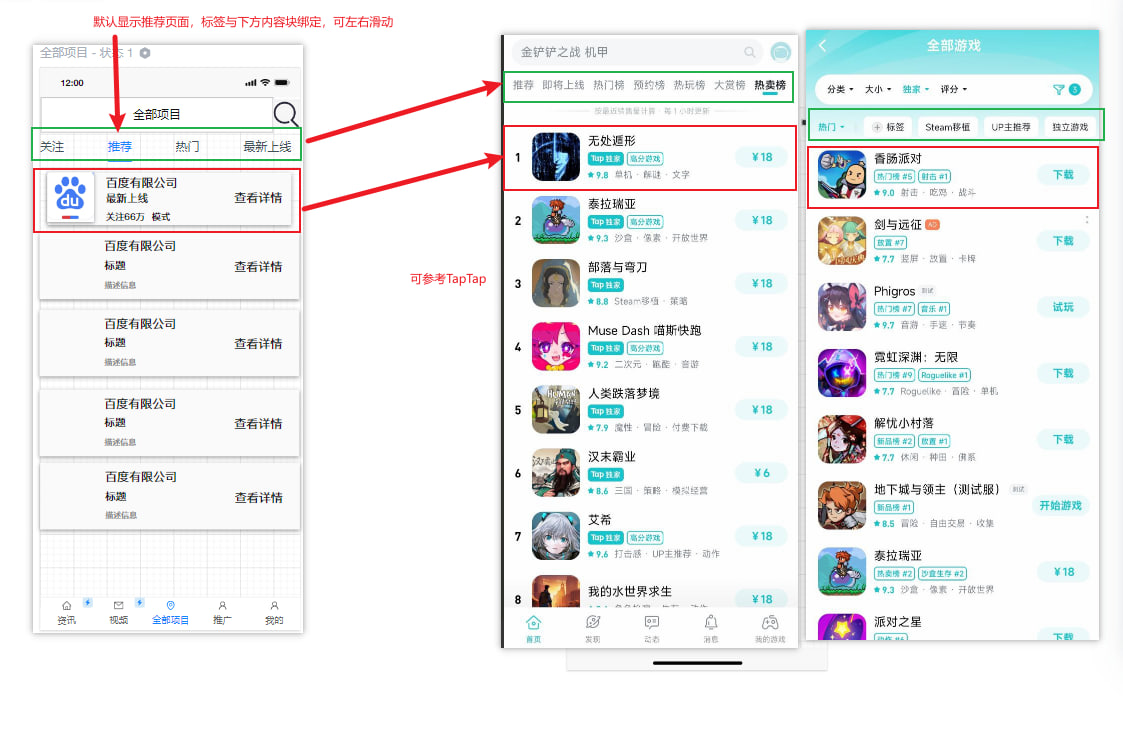 默认显示推荐页面，标签与下方内容块绑定，可左右滑动
全部项目 - 状态 1
12:00
全部项目
关注 推荐 热门 最新上线
百度有限公司
最新上线
关注66万 模式
查看详情
百度有限公司
标题
描述信息
查看详情
百度有限公司
标题
描述信息
查看详情
百度有限公司
标题
描述信息
查看详情
百度有限公司
标题
描述信息
查看详情
资讯 视频 全部项目 推广 我的
可参考TapTap
金铲铲之战 机甲
推荐 即将上线 热门榜 预约榜 热玩榜 大赏榜 热卖榜
按最近销售量计算 · 每 1 小时更新
1
无处遁形
Tap 独家 高分游戏
9.8 单机 · 解谜 · 文字
¥ 18
2
泰拉瑞亚
Tap 独家 高分游戏
9.3 沙盒 · 像素 · 开放世界
¥ 18
3
部落与弯刀
Tap 独家
8.8 Steam移植 · 策略
¥ 18
4
Muse Dash 喵斯快跑
Tap 独家 高分游戏
9.2 二次元 · 跑酷 · 音游
¥ 18
5
人类跌落梦境
Tap 独家
7.9 魔性 · 冒险 · 付费下载
¥ 18
6
汉末霸业
Tap 独家
8.6 三国 · 策略 · 模拟经营
¥ 6
7
艾希
Tap 独家 高分游戏
9.6 打击感 · UP主推荐 · 动作
¥ 18
8
我的水世界求生
¥ 18
首页 发现 动态 消息 我的游戏
全部游戏
分类 大小 独家 评分 3
热门 标签 Steam移植 UP主推荐 独立游戏
香肠派对
热门榜 #5 射击 #1
9.0 射击 · 吃鸡 · 战斗
下载
剑与远征 AD
放置 #7
7.7 竖屏 · 放置 · 卡牌
下载
Phigros 测试
热门榜 #7 音乐 #1
9.7 音游 · 手速 · 节奏
试玩
霓虹深渊：无限
热门榜 #9 Roguelike #1
7.7 Roguelike · 冒险 · 单机
下载
解忧小村落
新品榜 #2 放置 #1
7.7 休闲 · 种田 · 佛系
下载
地下城与领主（测试服） 测试
新品榜 #1
8.5 冒险 · 自由交易 · 收集
开始游戏
泰拉瑞亚
热卖榜 #2 沙盒生存 #2
9.3 沙盒 · 像素 · 开放世界
¥ 18
派对之星
动作 #6
下载